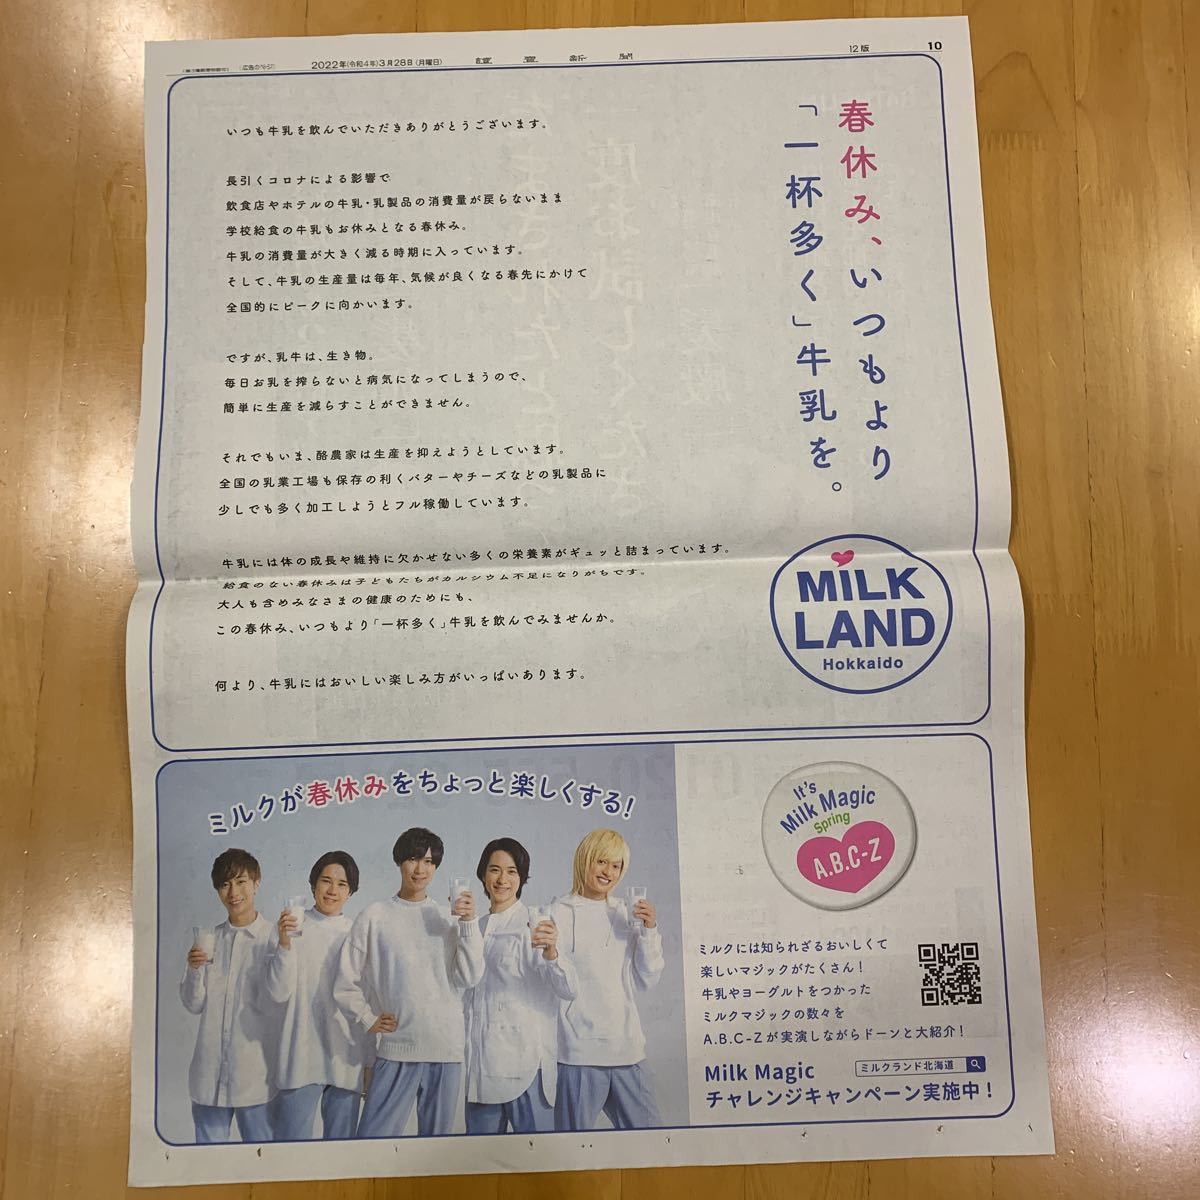 (広告のページ)
2022年(令和4年)3月28日(月曜日)
讀賣新聞
12版
10
春休み、いつもより
「一杯多く」牛乳を。
いつも牛乳を飲んでいただきありがとうございます。
長引くコロナによる影響で
飲食店やホテルの牛乳・乳製品の消費量が戻らないまま
学校給食の牛乳もお休みとなる春休み。
牛乳の消費量が大きく減る時期に入っています。
そして、牛乳の生産量は毎年、気候が良くなる春先にかけて
全国的にピークに向かいます。
ですが、乳牛は、生き物。
毎日お乳を搾らないと病気になってしまうので、
簡単に生産を減らすことができません。
それでもいま、酪農家は生産を抑えようとしています。
全国の乳業工場も保存の利くバターやチーズなどの乳製品に
少しでも多く加工しようとフル稼働しています。
牛乳には体の成長や維持に欠かせない多くの栄養素がギュッと詰まっています。
給食のない春休みは子どもたちがカルシウム不足になりがちです。
大人も含めみなさまの健康のためにも、
この春休み、いつもより「一杯多く」牛乳を飲んでみませんか。
何より、牛乳にはおいしい楽しみ方がいっぱいあります。
MILK
LAND
Hokkaido
ミルクが春休みをちょっと楽しくする!
It's
Milk Magic
Spring
A.B.C-Z
ミルクには知られざるおいしくて
楽しいマジックがたくさん!
牛乳やヨーグルトをつかった
ミルクマジックの数々を
A.B.C-Zが実演しながらドーンと大紹介!
Milk Magic
ミルクランド北海道
チャレンジキャンペーン実施中!